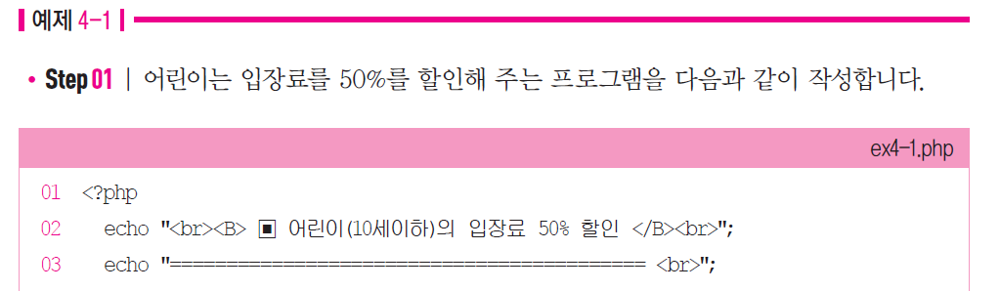 예제 4-1
• Step 01 | 어린이는 입장료를 50%를 할인해 주는 프로그램을 다음과 같이 작성합니다.
ex4-1.php
01 <?php
02 echo "<br><B> ▣ 어린이(10세이하)의 입장료 50% 할인 </B><br>";
03 echo "========================================== <br>";